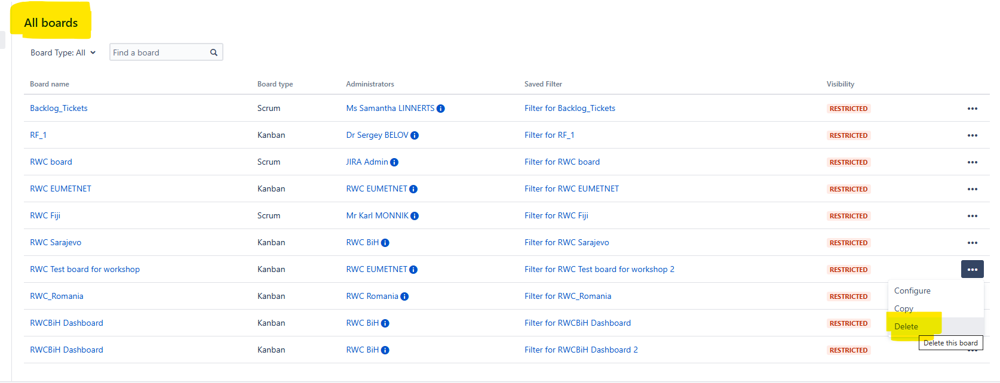 All boards
Board Type: All Find a board
Board name Board type Administrators Saved Filter Visibility
Backlog_Tickets Scrum Ms Samantha LINNERTS Filter for Backlog_Tickets RESTRICTED
RF_1 Kanban Dr Sergey BELOV Filter for RF_1 RESTRICTED
RWC board Scrum JIRA Admin Filter for RWC board RESTRICTED
RWC EUMETNET Kanban RWC EUMETNET Filter for RWC EUMETNET RESTRICTED
RWC Fiji Scrum Mr Karl MONNIK Filter for RWC Fiji RESTRICTED
RWC Sarajevo Kanban RWC BiH Filter for RWC Sarajevo RESTRICTED
RWC Test board for workshop Kanban RWC EUMETNET Filter for RWC Test board for workshop 2 RESTRICTED
Configure
RWC_Romania Kanban RWC Romania Filter for RWC_Romania RESTRICTED
Copy
RWCBiH Dashboard Kanban RWC BiH Filter for RWCBiH Dashboard RESTRICTED
Delete
Delete this board
RWCBiH Dashboard Kanban RWC BiH Filter for RWCBiH Dashboard 2 RESTRICTED